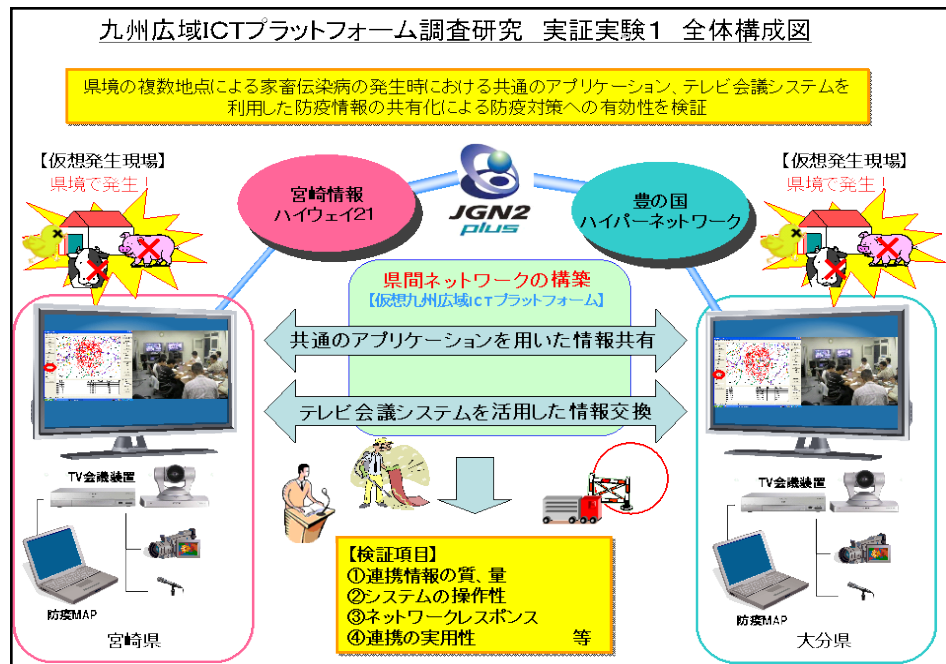 九州広域ICTプラットフォーム調査研究　実証実験1　全体構成図
県境の複数地点による家畜伝染病の発生時における共通のアプリケーション、テレビ会議システムを
利用した防疫情報の共有化による防疫対策への有効性を検証
【仮想発生現場】
県境で発生！
宮崎情報
ハイウェイ21
JGN2
plus
豊の国
ハイパーネットワーク
【仮想発生現場】
県境で発生！
県間ネットワークの構築
【仮想九州広域ICTプラットフォーム】
共通のアプリケーションを用いた情報共有
テレビ会議システムを活用した情報交換
TV会議装置
防疫MAP
宮崎県
【検証項目】
①連携情報の質、量
②システムの操作性
③ネットワークレスポンス
④連携の実用性　　　等
TV会議装置
防疫MAP
大分県